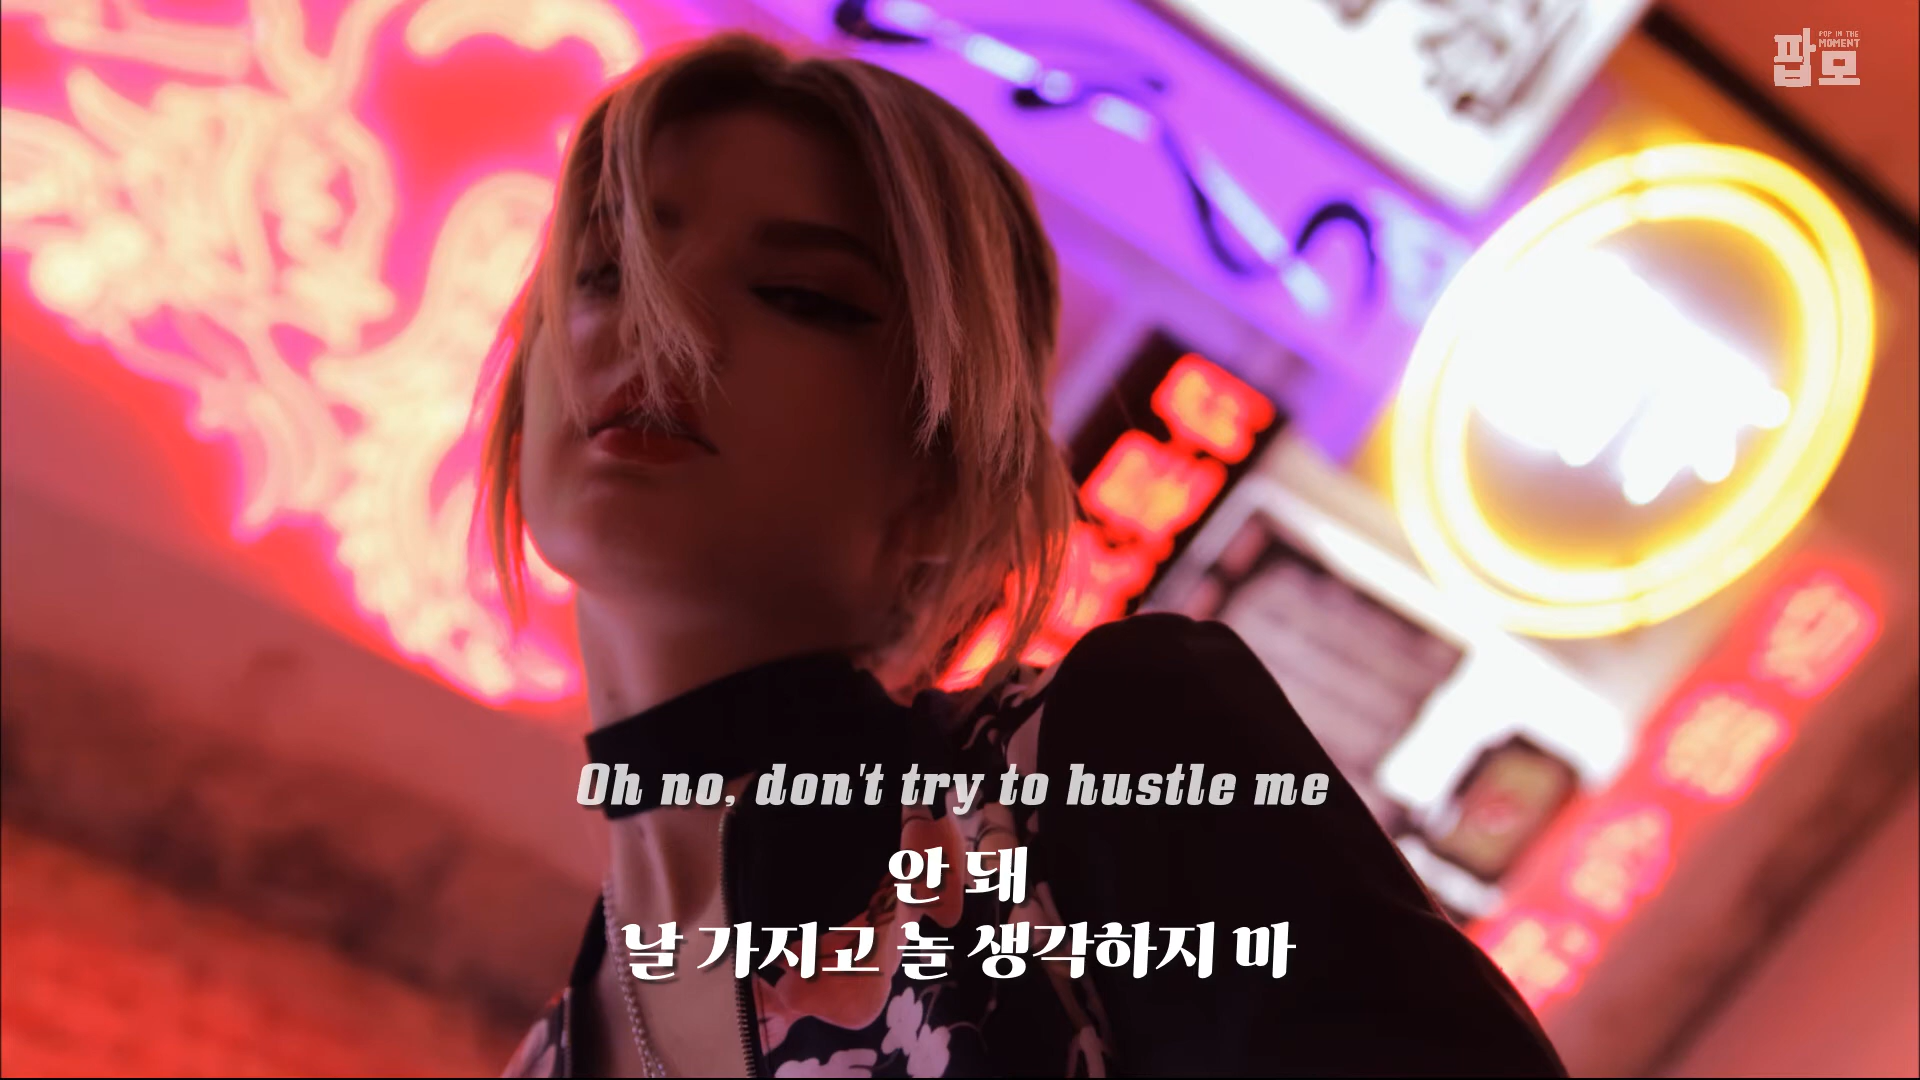 팝모
POP IN THE
MOMENT
Oh no, don't try to hustle me
안 돼
날 가지고 놀 생각하지 마